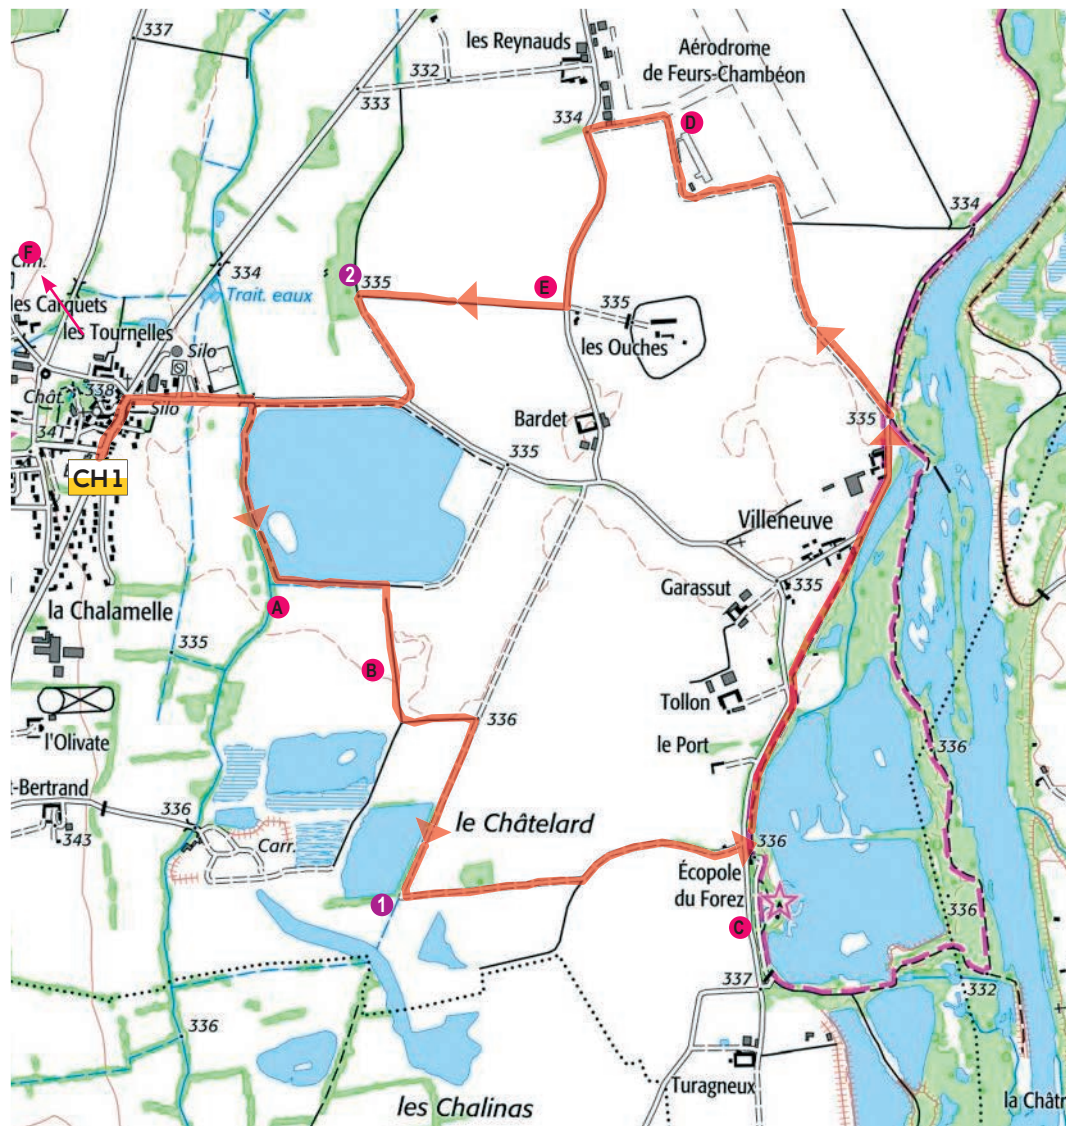 337
les Reynauds
Aérodrome
de Feurs-Chambéon
332
333
334
D
334
F
Cim.
334
2
335
Trait. eaux
E
335
les Carquets
les Tournelles
Silo
les Ouches
Chât.
338
Silo
Bardet
335
34
335
CH1
Villeneuve
A
Garassut
335
la Chalamelle
335
B
Tollon
l'Olivate
336
le Port
336
t-Bertrand
336
343
Carr.
le Châtelard
336
Écopole
du Forez
1
C
336
337
332
336
Turagneux
les Chalinas
la Châtr